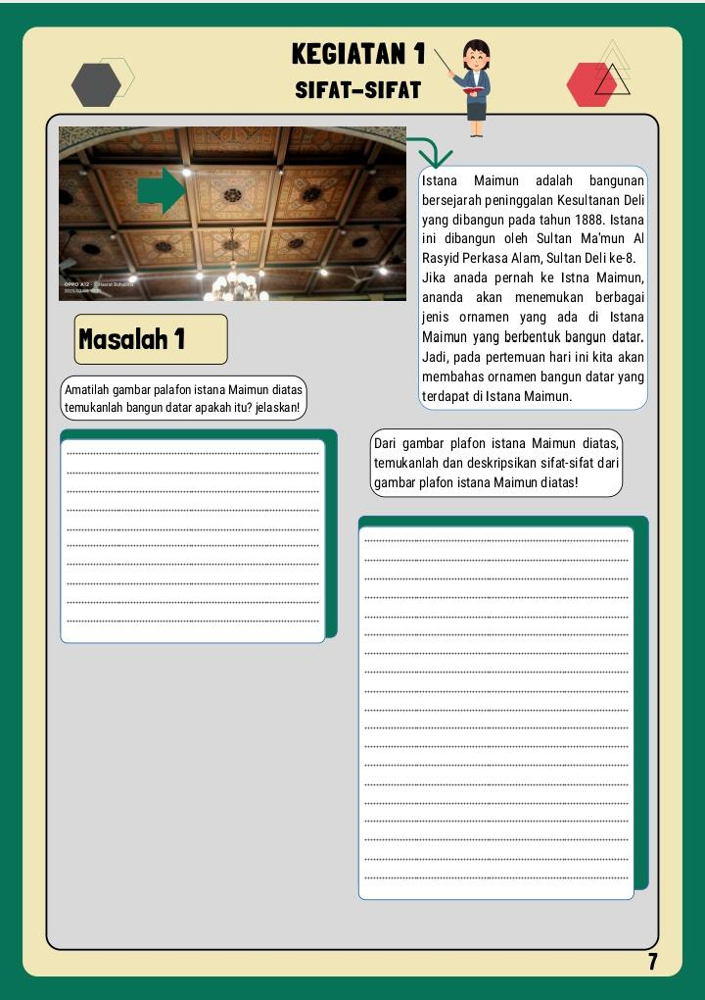 KEGIATAN 1
SIFAT-SIFAT
Istana Maimun adalah bangunan
bersejarah peninggalan Kesultanan Deli
yang dibangun pada tahun 1888. Istana
ini dibangun oleh Sultan Ma'mun Al
Rasyid Perkasa Alam, Sultan Deli ke-8.
Jika anada pernah ke Istna Maimun,
ananda akan menemukan berbagai
jenis ornamen yang ada di Istana
Maimun yang berbentuk bangun datar.
Jadi, pada pertemuan hari ini kita akan
membahas ornamen bangun datar yang
terdapat di Istana Maimun.
OPPO A12
Masalah 1
Amatilah gambar palafon istana Maimun diatas
temukanlah bangun datar apakah itu? jelaskan!
Dari gambar plafon istana Maimun diatas,
temukanlah dan deskripsikan sifat-sifat dari
gambar plafon istana Maimun diatas!
7